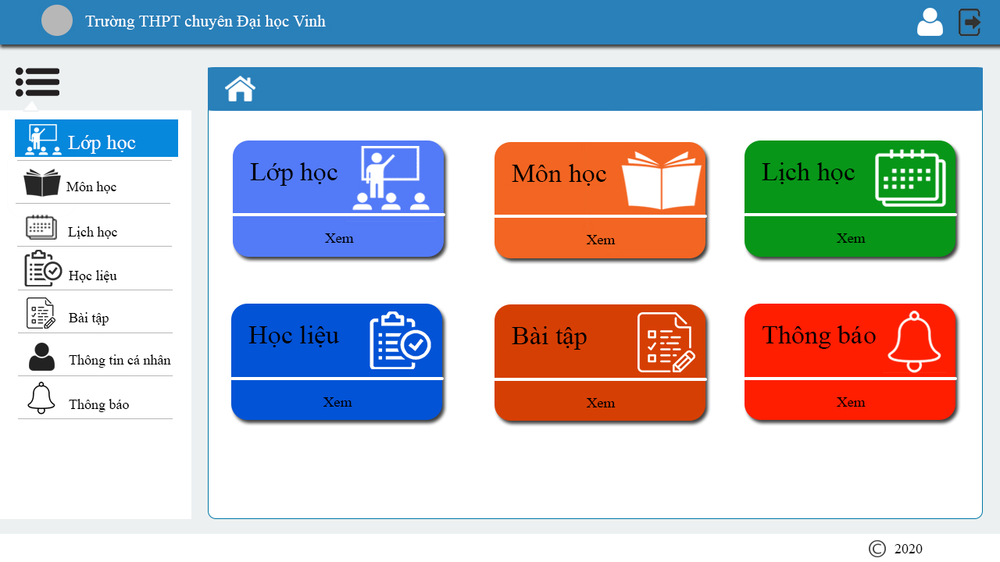 Trường THPT chuyên Đại học Vinh
Lớp học
Môn học
Lịch học
Học liệu
Bài tập
Thông tin cá nhân
Thông báo
Lớp học
Xem
Môn học
Xem
Lịch học
Xem
Học liệu
Xem
Bài tập
Xem
Thông báo
Xem
© 2020